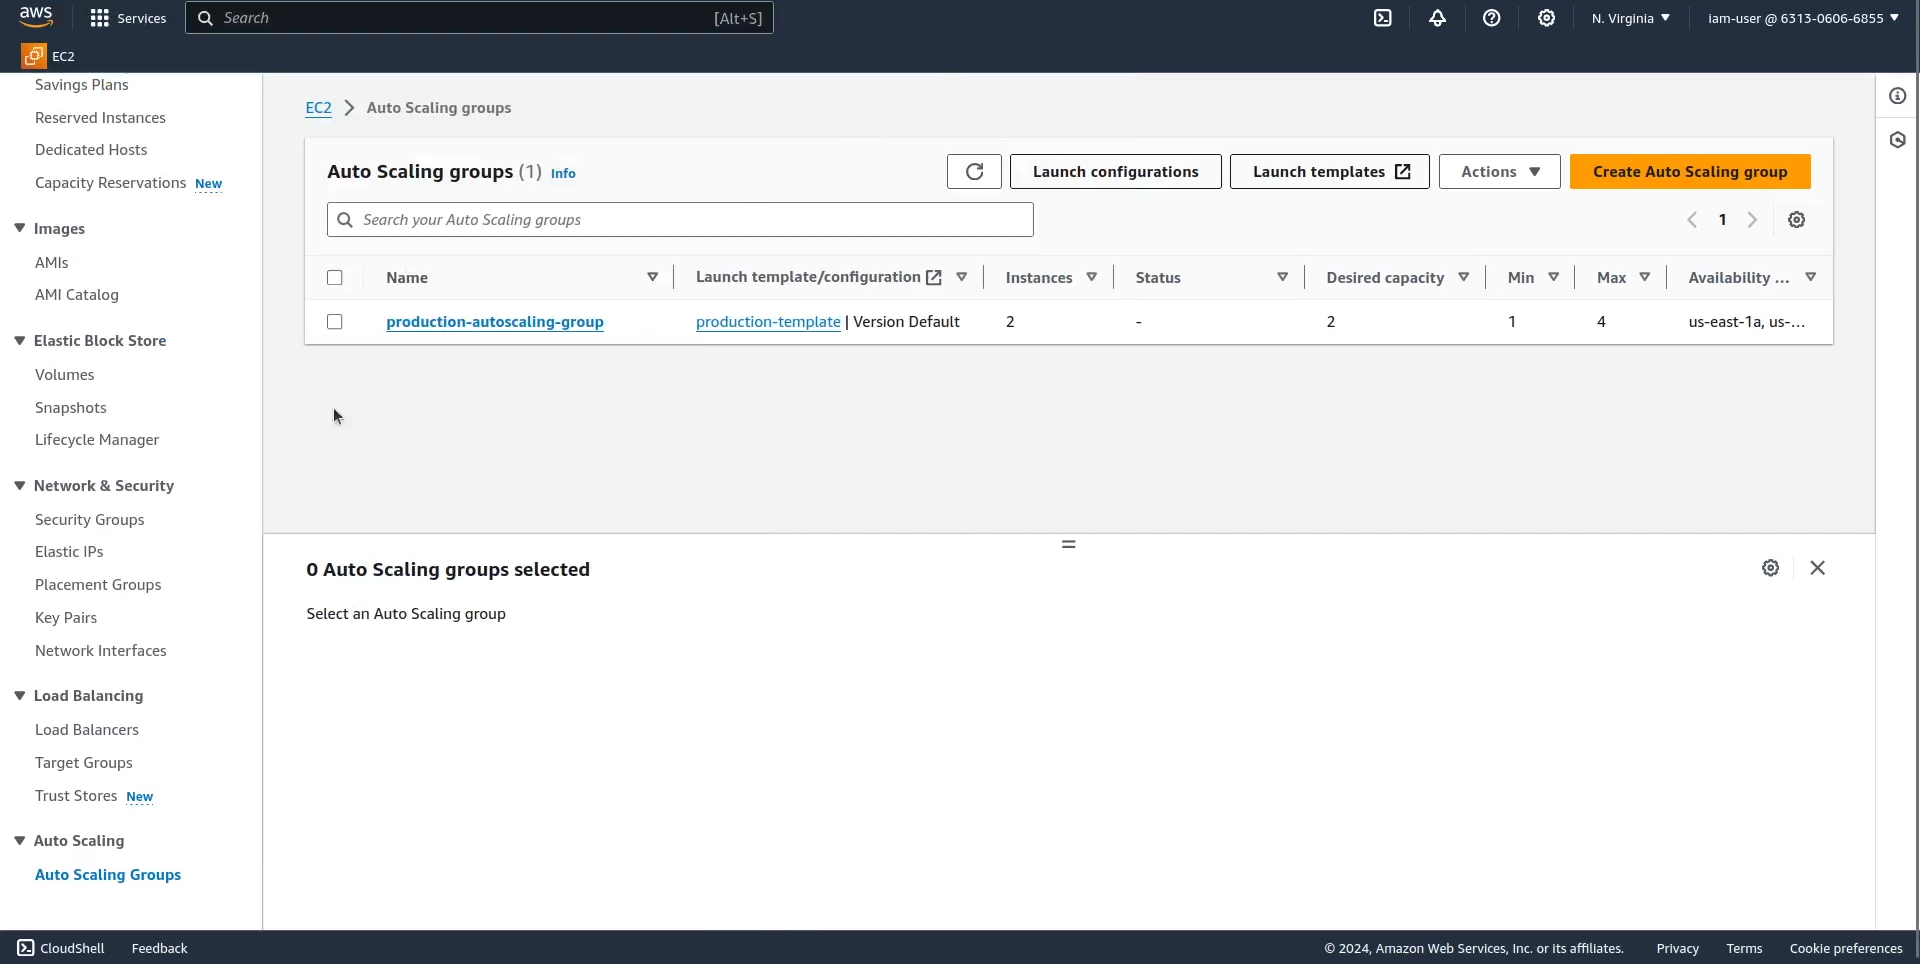 aws
Services
Search
[Alt+S]
N. Virginia
iam-user @ 6313-0606-6855
EC2
Savings Plans
Reserved Instances
Dedicated Hosts
Capacity Reservations New
Images
AMIs
AMI Catalog
Elastic Block Store
Volumes
Snapshots
Lifecycle Manager
Network & Security
Security Groups
Elastic IPs
Placement Groups
Key Pairs
Network Interfaces
Load Balancing
Load Balancers
Target Groups
Trust Stores New
Auto Scaling
Auto Scaling Groups
EC2 Auto Scaling groups
Auto Scaling groups (1) Info
Launch configurations
Launch templates
Actions
Create Auto Scaling group
Search your Auto Scaling groups
1
Name Launch template/configuration Instances Status Desired capacity Min Max Availability ...
production-autoscaling-group production-template | Version Default 2 - 2 1 4 us-east-1a, us-...
0 Auto Scaling groups selected
Select an Auto Scaling group
CloudShell Feedback © 2024, Amazon Web Services, Inc. or its affiliates. Privacy Terms Cookie preferences